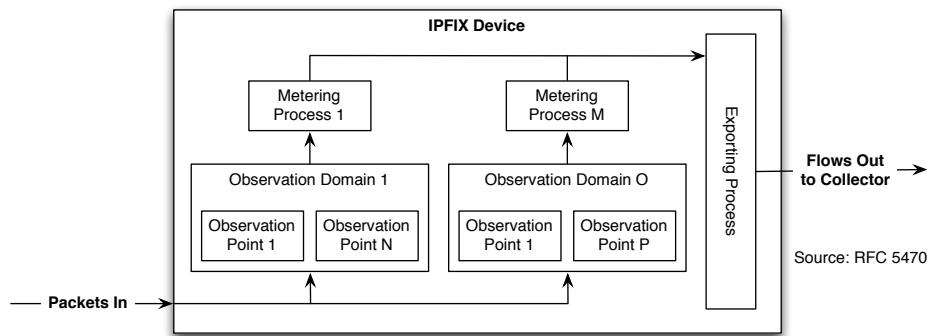 IPFIX Device
Metering
Process 1
Metering
Process M
Exporting Process
Observation Domain 1
Observation
Point 1
Observation
Point N
Observation Domain O
Observation
Point 1
Observation
Point P
Flows Out
to Collector
Source: RFC 5470
Packets In